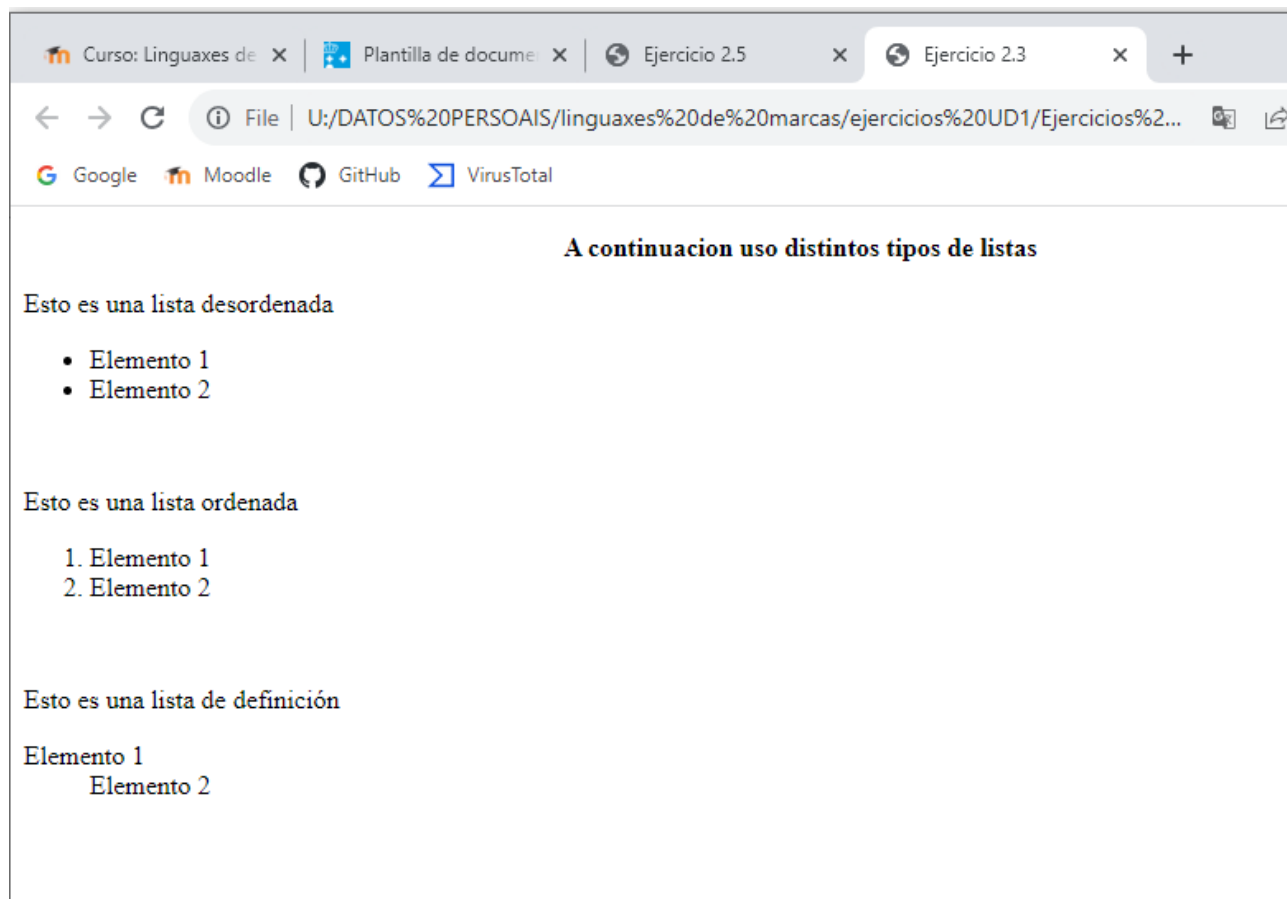 Curso: Linguaxes de
Plantilla de docume
Ejercicio 2.5
Ejercicio 2.3
File
U:/DATOS%20PERSOAIS/linguaxes%20de%20marcas/ejercicios%20UD1/Ejercicios%2...
Google
Moodle
GitHub
VirusTotal
A continuacion uso distintos tipos de listas
Esto es una lista desordenada
• Elemento 1
• Elemento 2
Esto es una lista ordenada
1. Elemento 1
2. Elemento 2
Esto es una lista de definición
Elemento 1
Elemento 2